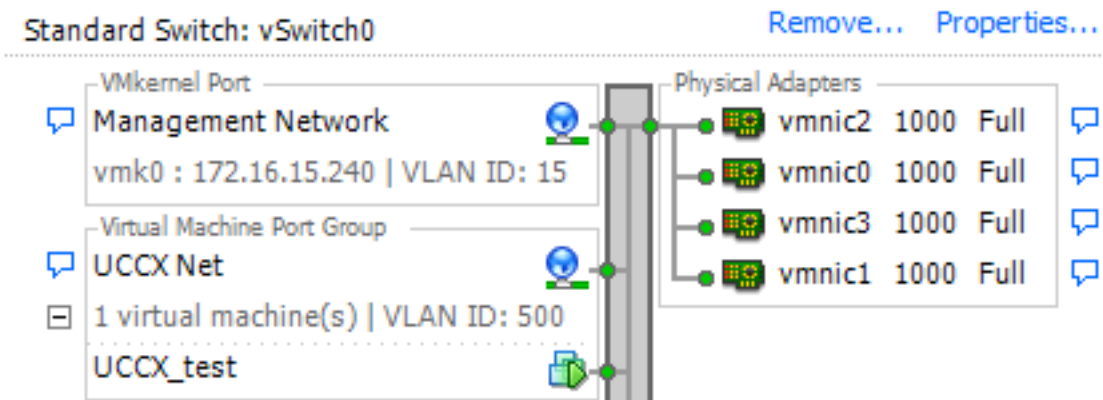 Standard Switch: vSwitch0 Remove... Properties...
VMkernel Port
Management Network
vmk0 : 172.16.15.240 | VLAN ID: 15
Virtual Machine Port Group
UCCX Net
1 virtual machine(s) | VLAN ID: 500
UCCX_test
Physical Adapters
vmnic2 1000 Full
vmnic0 1000 Full
vmnic3 1000 Full
vmnic1 1000 Full